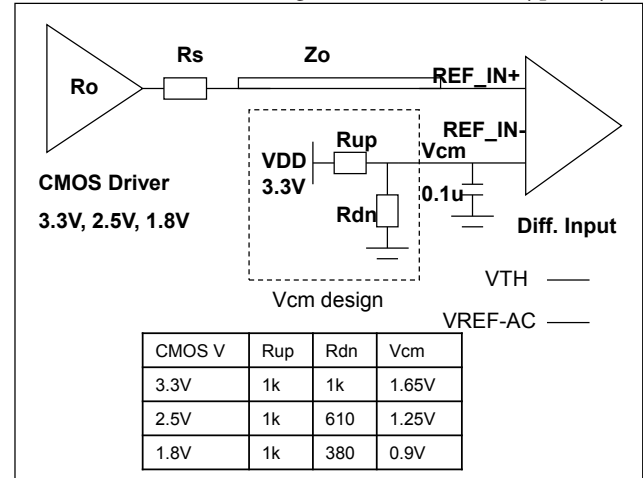 Rs
Zo
Ro
REF_IN+
REF_IN-
Rup
Vcm
VDD
3.3V
0.1u
Rdn
CMOS Driver
3.3V, 2.5V, 1.8V
Diff. Input
Vcm design
VTH
VREF-AC
CMOS V Rup Rdn Vcm
3.3V 1k 1k 1.65V
2.5V 1k 610 1.25V
1.8V 1k 380 0.9V